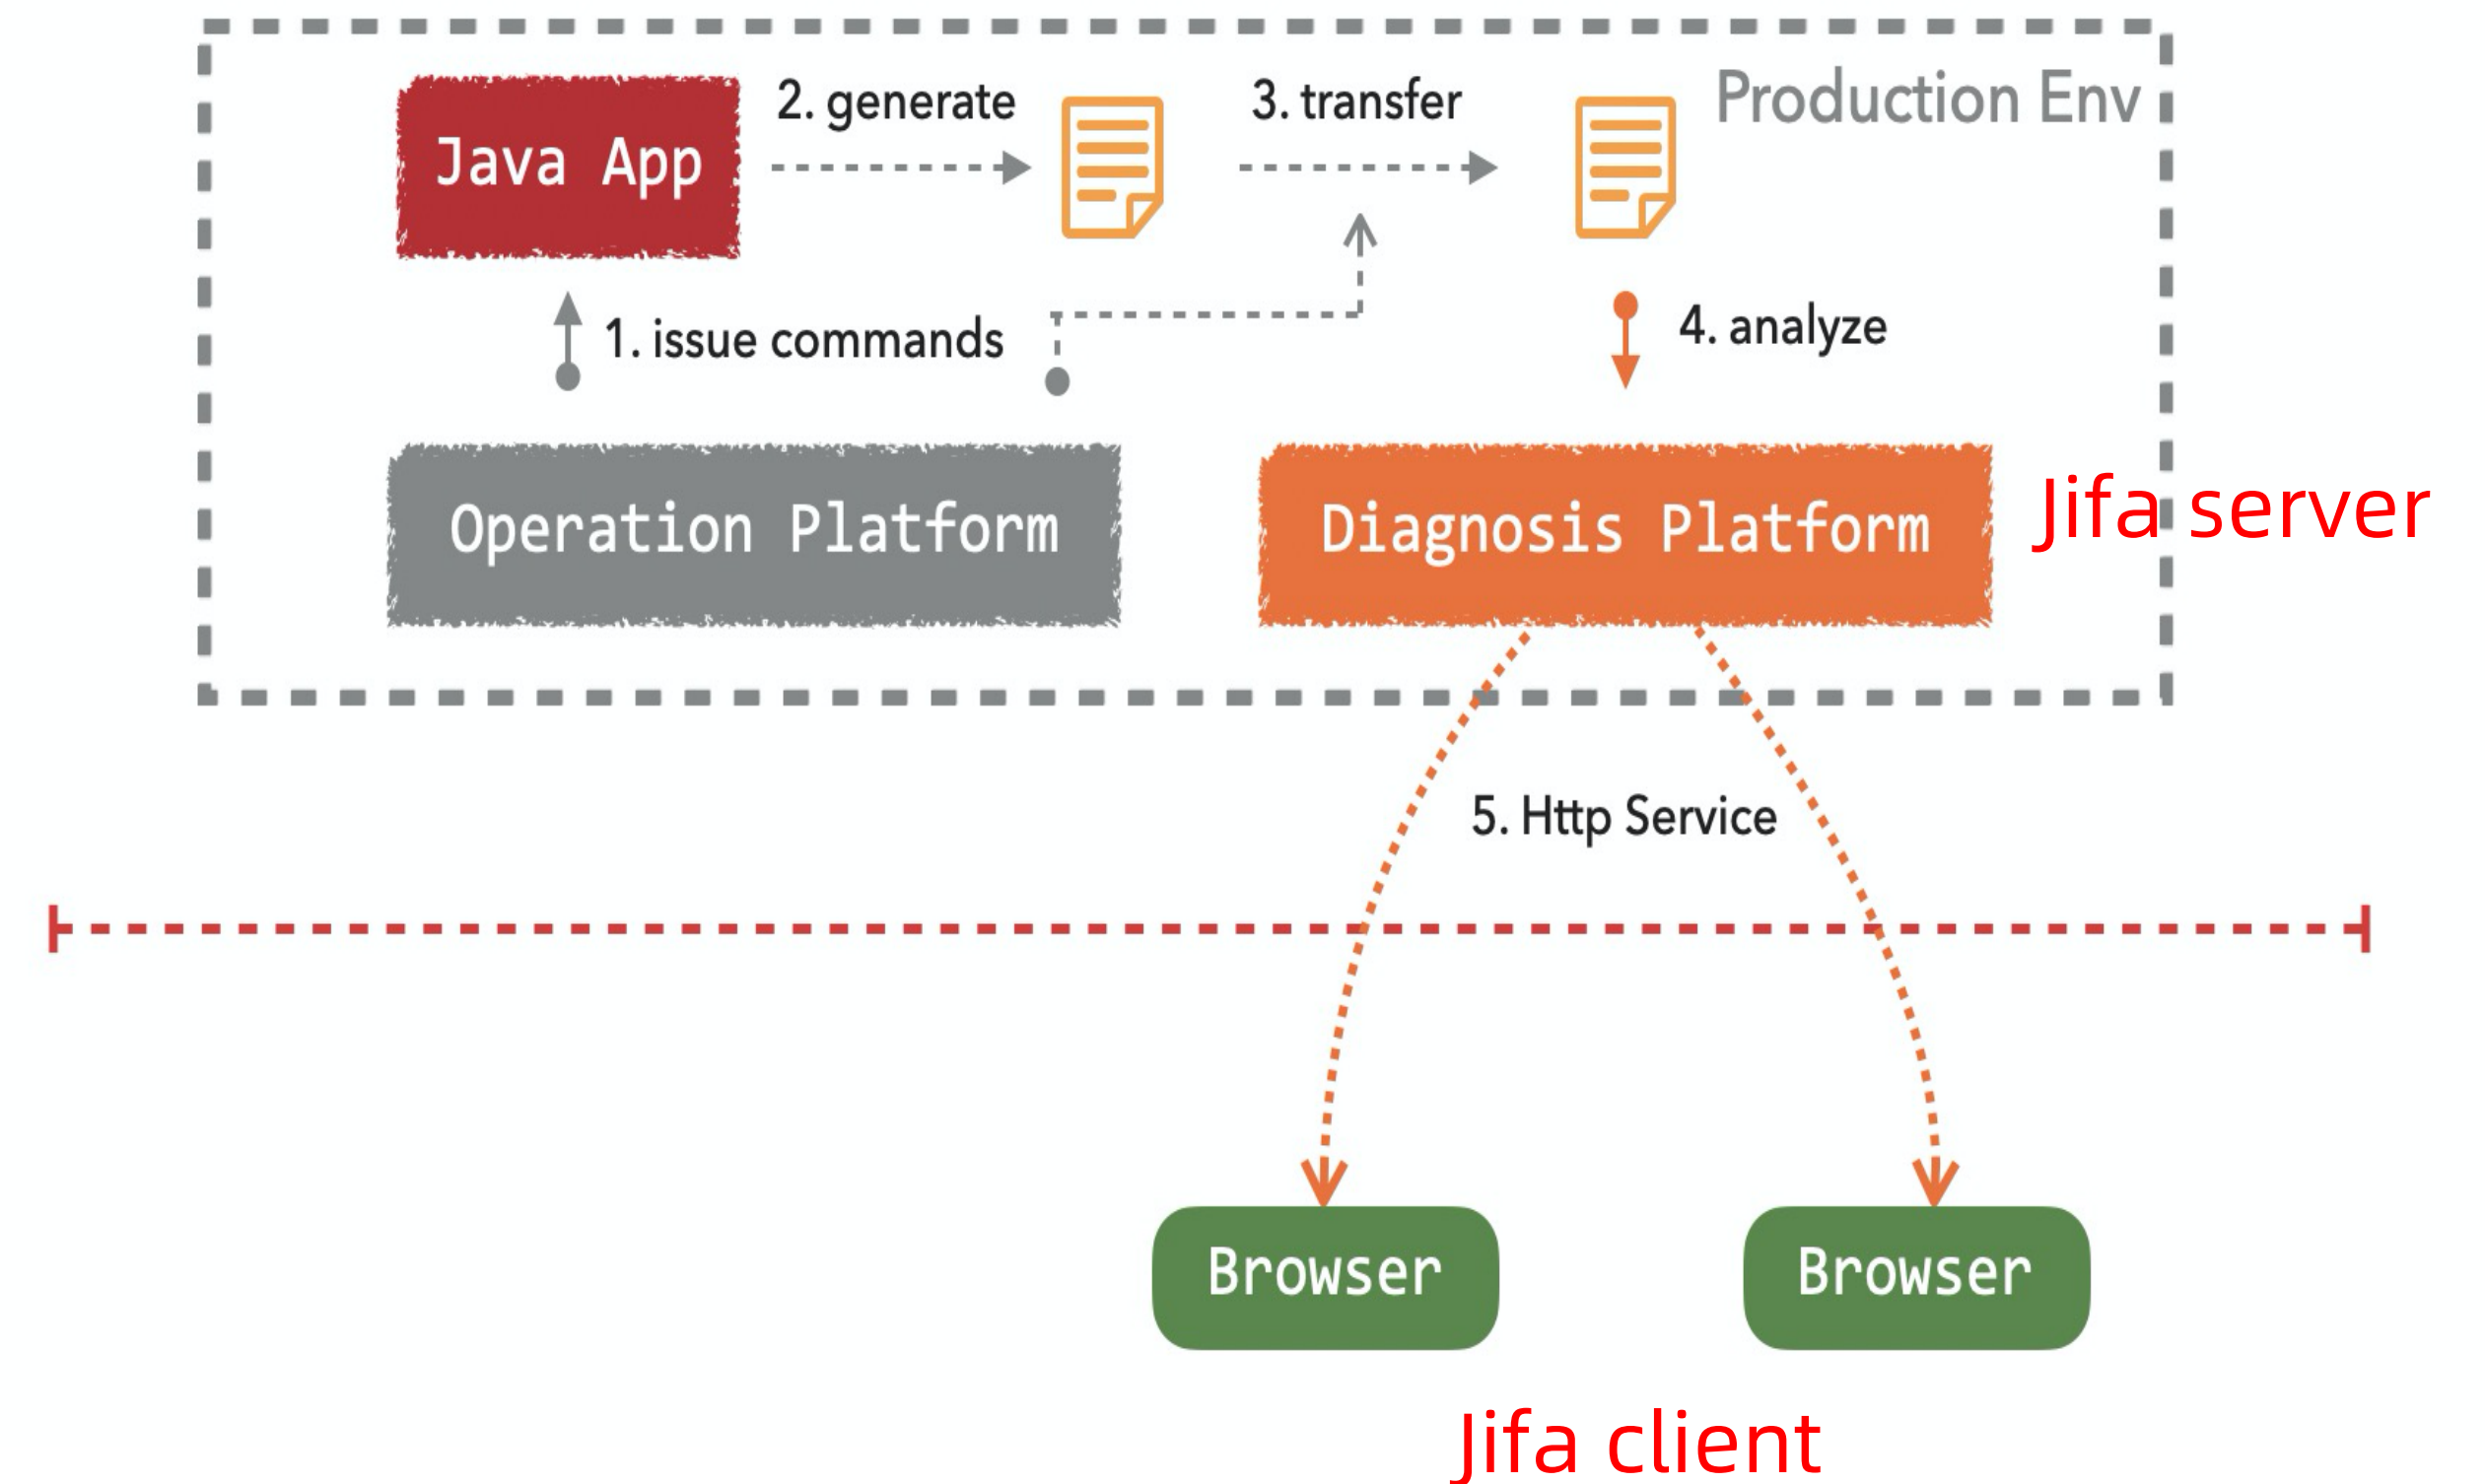 2. generate
3. transfer
Production Env
Java App
1. issue commands
4. analyze
Operation Platform
Diagnosis Platform
Jifa server
5. Http Service
Browser
Browser
Jifa client